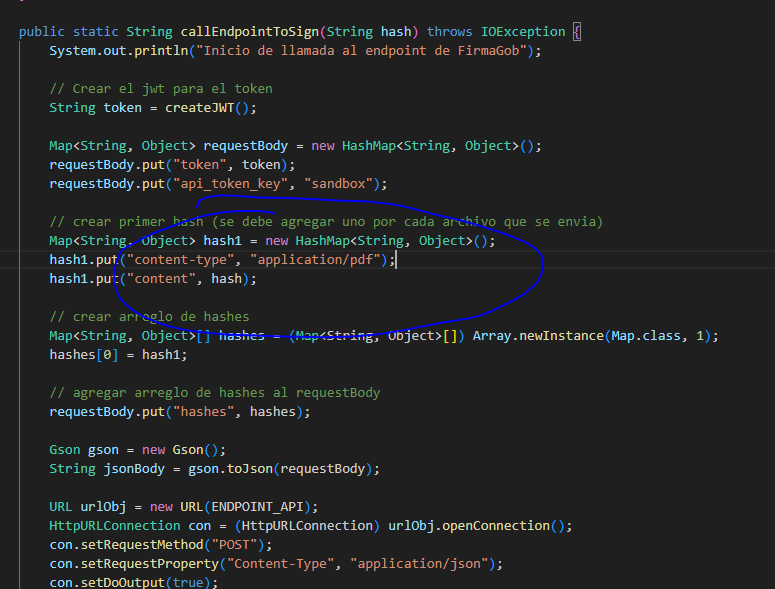 public static String callEndpointToSign(String hash) throws IOException {
System.out.println("Inicio de llamada al endpoint de FirmaGob");
// Crear el jwt para el token
String token = createJWT();
Map<String, Object> requestBody = new HashMap<String, Object>();
requestBody.put("token", token);
requestBody.put("api_token_key", "sandbox");
// crear primer hash (se debe agregar uno por cada archivo que se envia)
Map<String, Object> hash1 = new HashMap<String, Object>();
hash1.put("content-type", "application/pdf");
hash1.put("content", hash);
// crear arreglo de hashes
Map<String, Object>[] hashes = (Map<String, Object>[]) Array.newInstance(Map.class, 1);
hashes[0] = hash1;
// agregar arreglo de hashes al requestBody
requestBody.put("hashes", hashes);
Gson gson = new Gson();
String jsonBody = gson.toJson(requestBody);
URL urlObj = new URL(ENDPOINT_API);
HttpURLConnection con = (HttpURLConnection) urlObj.openConnection();
con.setRequestMethod("POST");
con.setRequestProperty("Content-Type", "application/json");
con.setDoOutput(true);